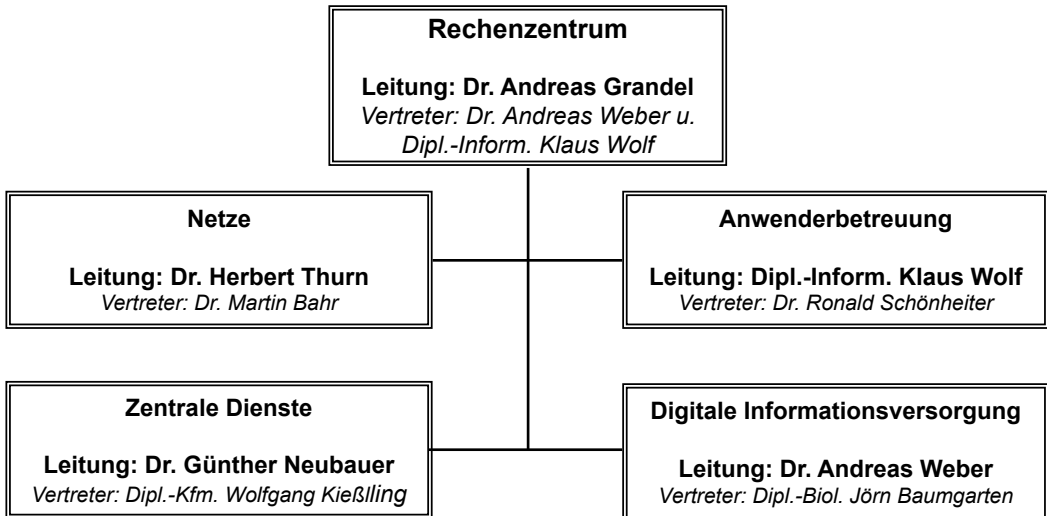 Rechenzentrum
Leitung: Dr. Andreas Grandel
Vertreter: Dr. Andreas Weber u.
Dipl.-Inform. Klaus Wolf
Netze
Leitung: Dr. Herbert Thurn
Vertreter: Dr. Martin Bahr
Anwenderbetreuung
Leitung: Dipl.-Inform. Klaus Wolf
Vertreter: Dr. Ronald Schönheiter
Zentrale Dienste
Leitung: Dr. Günther Neubauer
Vertreter: Dipl.-Kfm. Wolfgang Kießlling
Digitale Informationsversorgung
Leitung: Dr. Andreas Weber
Vertreter: Dipl.-Biol. Jörn Baumgarten